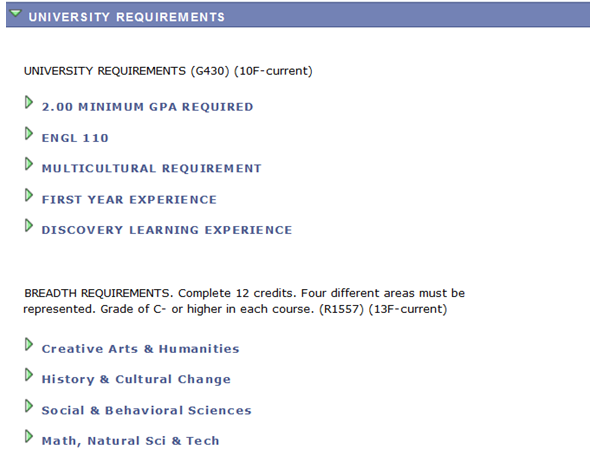 UNIVERSITY REQUIREMENTS
UNIVERSITY REQUIREMENTS (G430) (10F-current)
2.00 MINIMUM GPA REQUIRED
ENGL 110
MULTICULTURAL REQUIREMENT
FIRST YEAR EXPERIENCE
DISCOVERY LEARNING EXPERIENCE
BREADTH REQUIREMENTS. Complete 12 credits. Four different areas must be
represented. Grade of C- or higher in each course. (R1557) (13F-current)
Creative Arts & Humanities
History & Cultural Change
Social & Behavioral Sciences
Math, Natural Sci & Tech